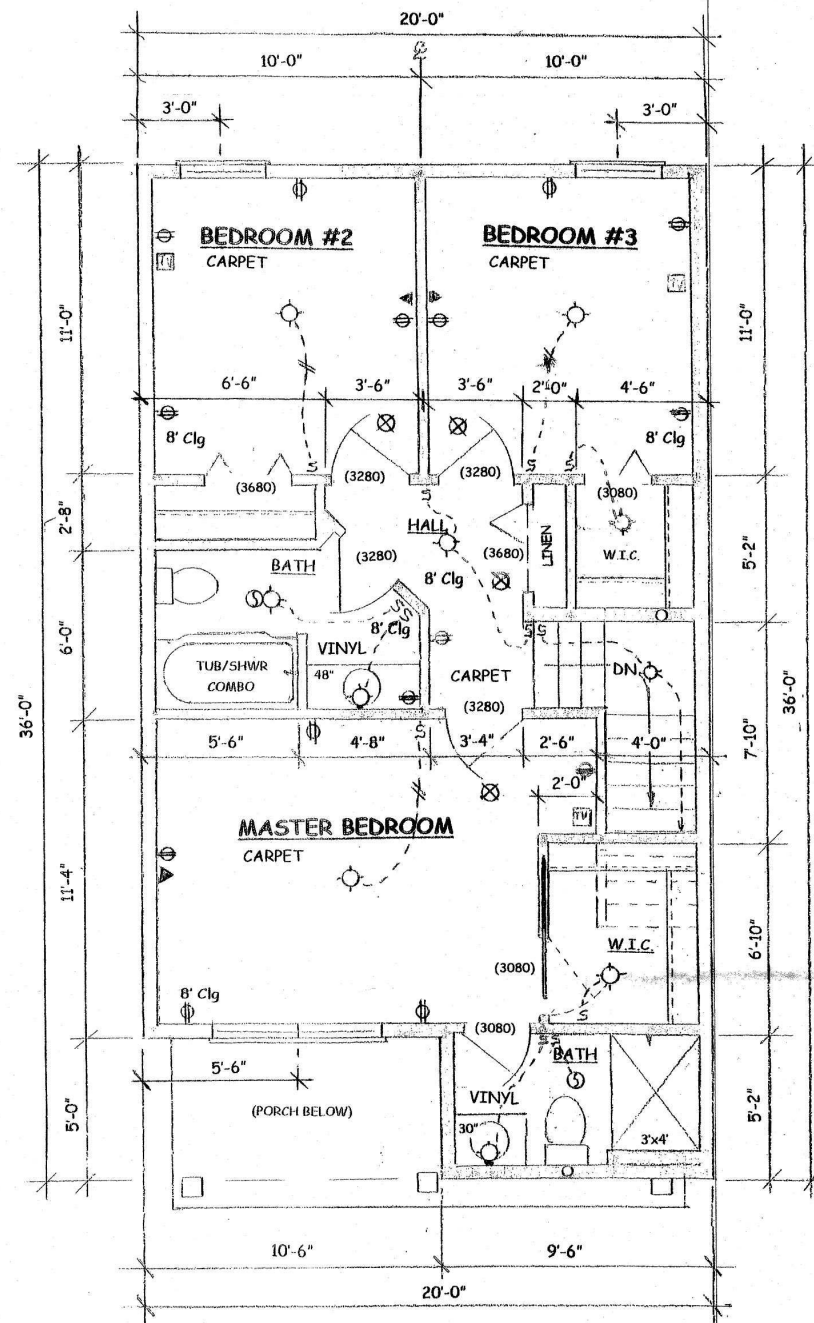 20'-0"
10'-0"
10'-0"
3'-0"
3'-0"
BEDROOM #2
CARPET
BEDROOM #3
CARPET
TV
TV
11'-0"
11'-0"
6'-6"
3'-6"
3'-6"
2'-0"
4'-6"
8' Clg
8' Clg
S
S
S
(3680)
(3280)
(3280)
(3080)
S
2'-8"
HALL
LINEN
W.I.C.
5'-2"
BATH
(3280)
(3680)
8' Clg
S
S
8' Clg
S
S
6'-0"
VINYL
TUB/SHWR
COMBO
48"
CARPET
DN
(3280)
36'-0"
36'-0"
S
5'-6"
4'-8"
3'-4"
2'-6"
4'-0"
7'-10"
2'-0"
TV
MASTER BEDROOM
CARPET
11'-4"
W.I.C.
6'-10"
(3080)
8' Clg
S
(3080)
S
S
BATH
5'-6"
(PORCH BELOW)
VINYL
30"
3'x4'
5'-0"
5'-2"
10'-6"
9'-6"
20'-0"